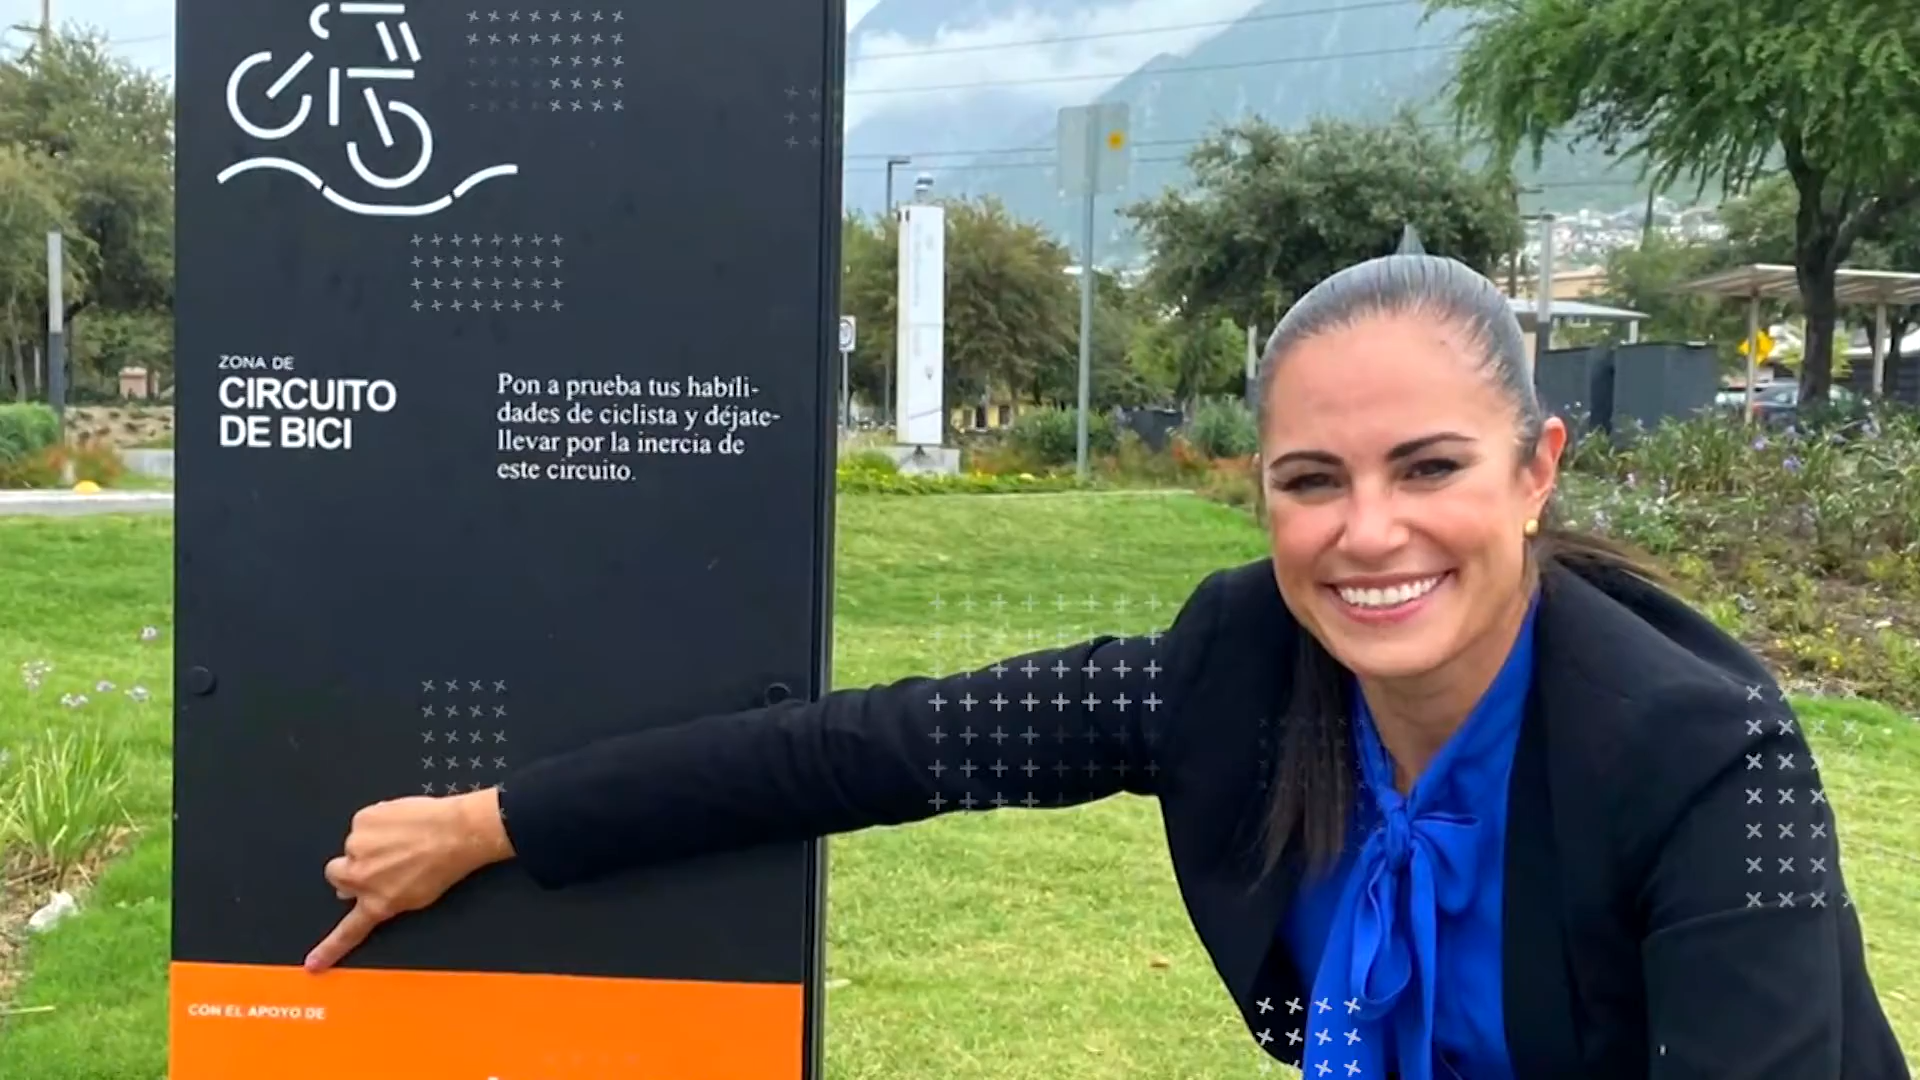 ZONA DE
CIRCUITO
DE BICI
Pon a prueba tus habili-
dades de ciclista y déjate-
llevar por la inercia de
este circuito.
CON EL APOYO DE